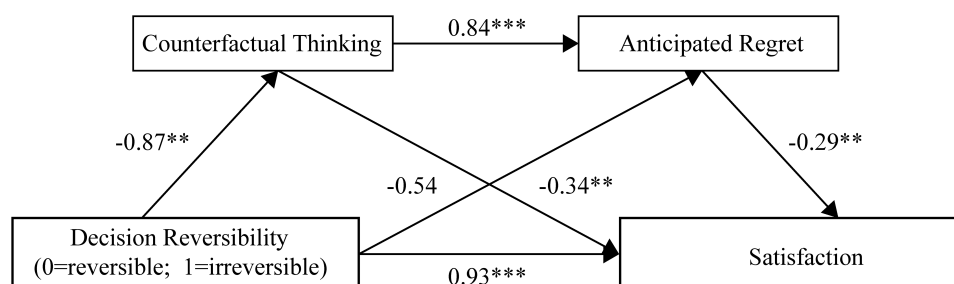 0.84***
Counterfactual Thinking
Anticipated Regret
-0.87**
-0.29**
-0.54
-0.34**
Decision Reversibility
(0=reversible; 1=irreversible)
Satisfaction
0.93***